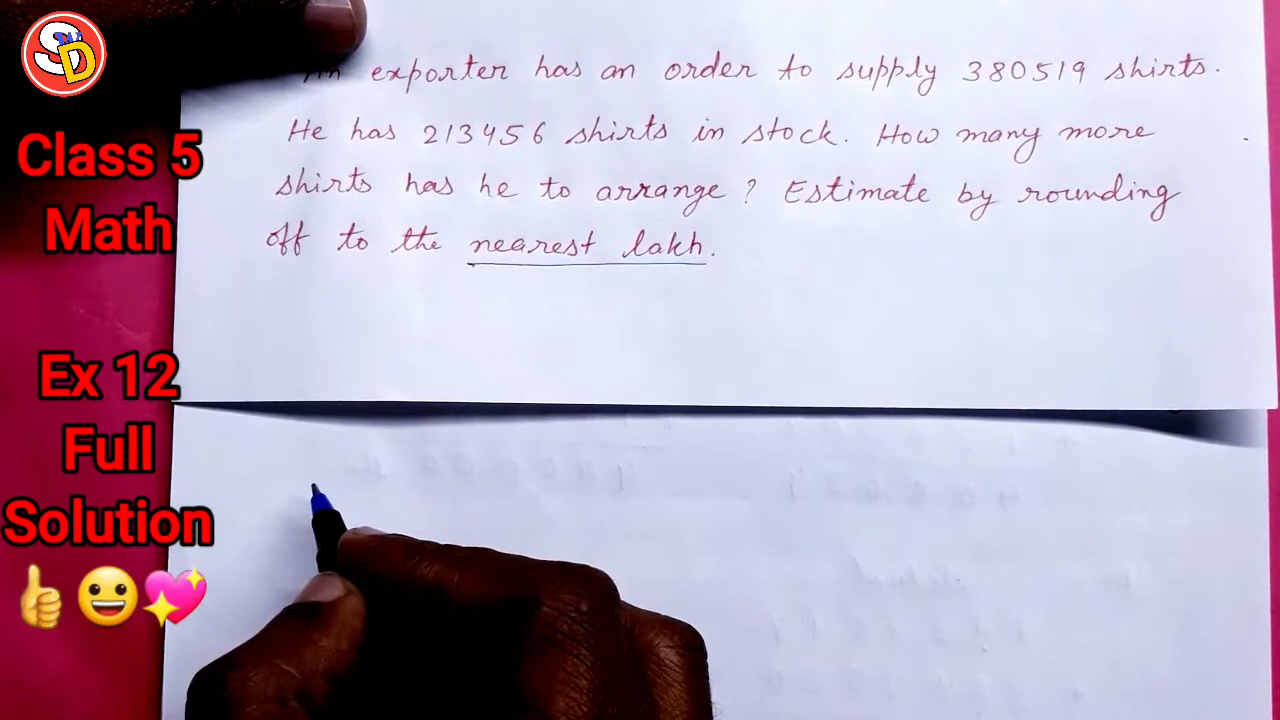 exporter has an order to supply 380519 shirts.
He has 213456 shirts in stock. How many more
shirts has he to arrange? Estimate by rounding
off to the nearest lakh.
SD
Class 5
Math
Ex 12
Full
Solution